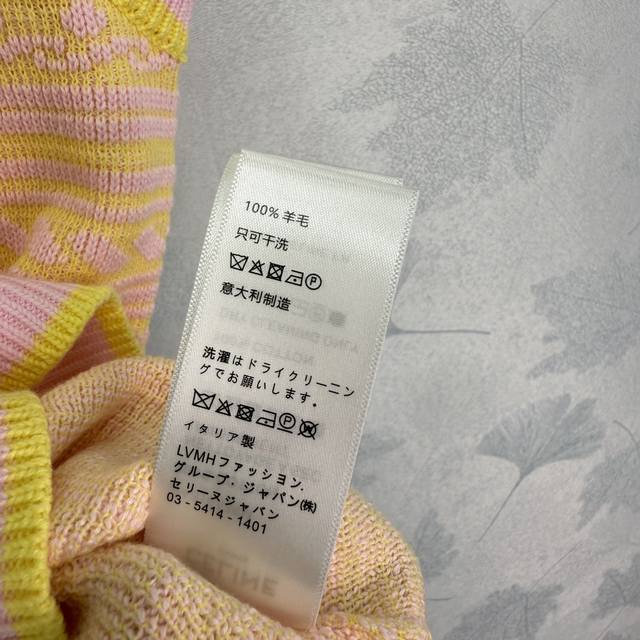 100% 羊毛
只可干洗
意大利制造
洗濯はドライクリーニン
グでお願いします。
イタリア製
LVMHファッション.
グループ・ジャパン(株)
セリーヌジャパン
03-5414-1401